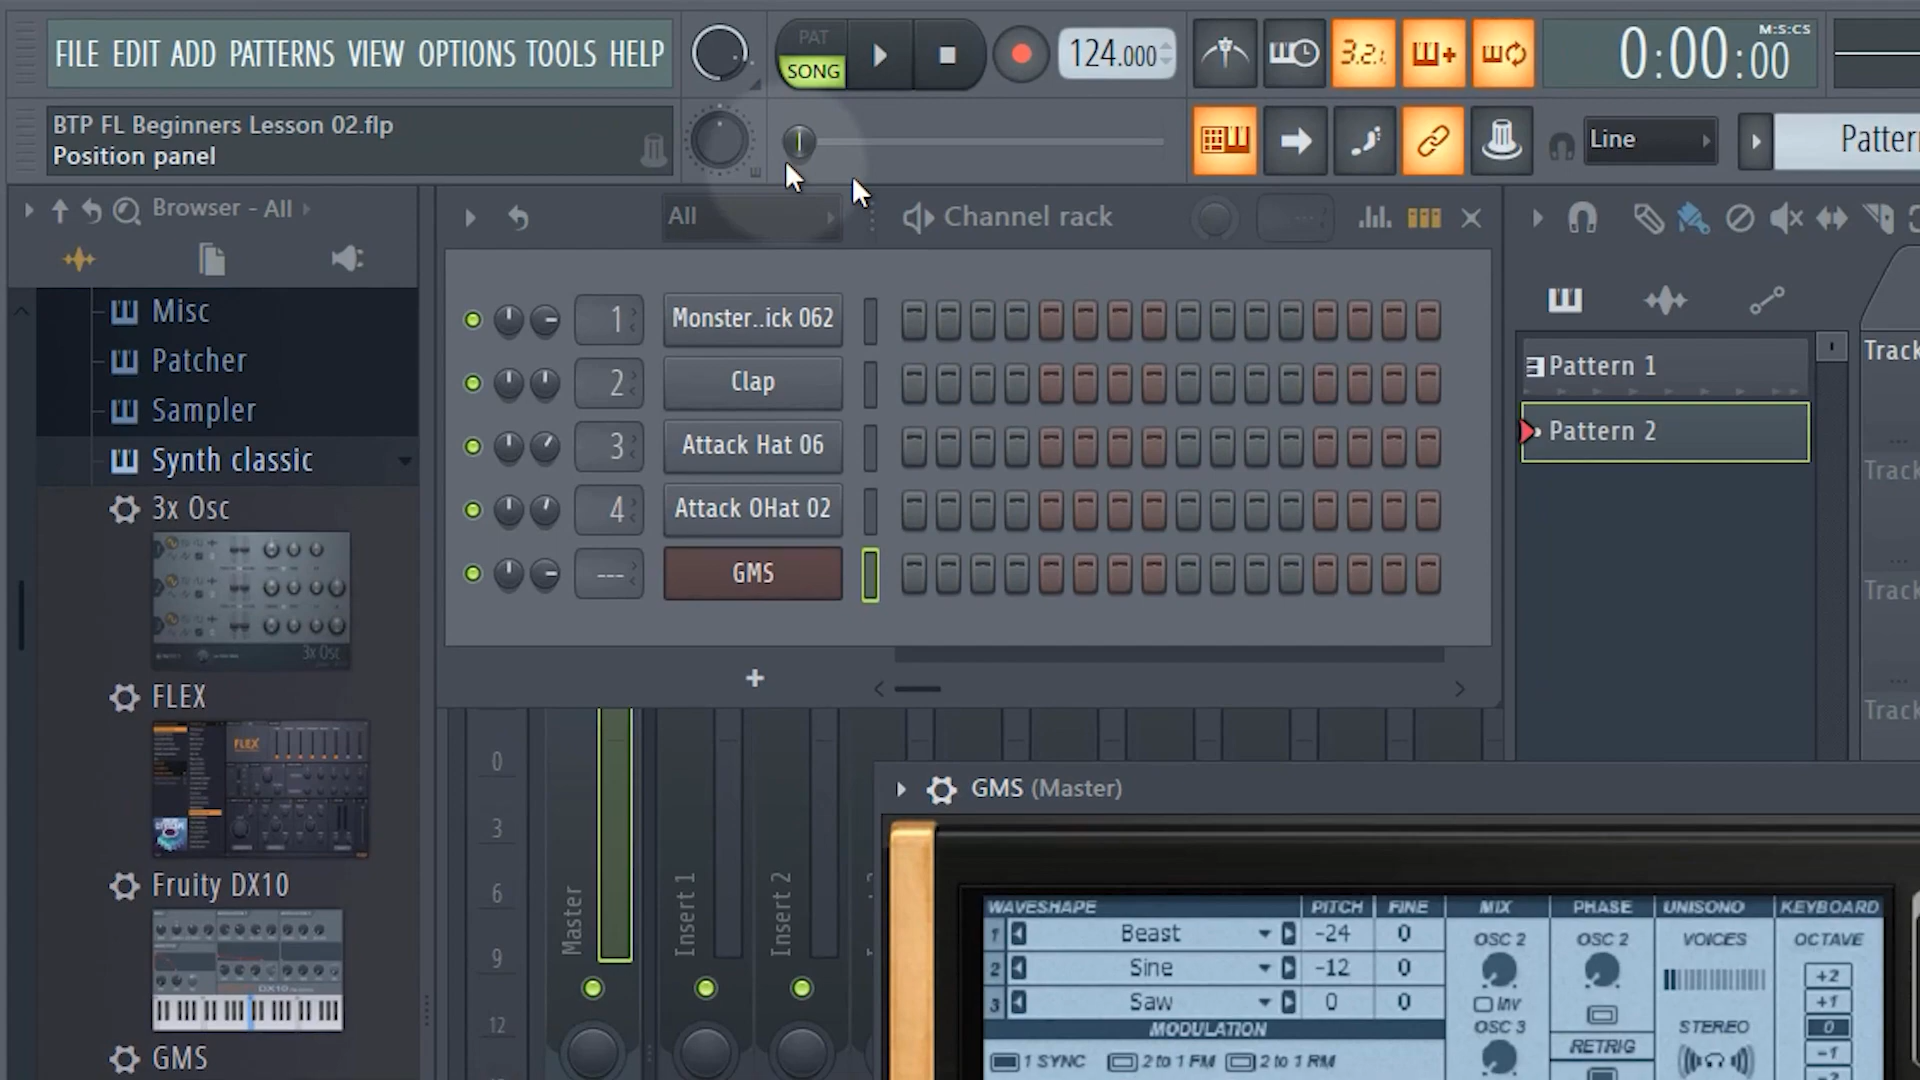 FILE EDIT ADD PATTERNS VIEW OPTIONS TOOLS HELP
PAT
SONG
124.000
3.2.
M:S:CS
0:00:00
BTP FL Beginners Lesson 02.flp
Position panel
Line
Pattern
Browser - All
All
Channel rack
Misc
Patcher
Sampler
Synth classic
3x Osc
3x Osc
FLEX
FLEX
Fruity DX10
DX10
GMS
1
Monster..ick 062
2
Clap
3
Attack Hat 06
4
Attack OHat 02
---
GMS
+
Pattern 1
Pattern 2
Track
Track
Track
Track
0
3
6
9
12
Master
Insert 1
Insert 2
GMS (Master)
WAVESHAPE PITCH FINE MIX PHASE UNISONO KEYBOARD
1 Beast -24 0
2 Sine -12 0
3 Saw 0 0
OSC 2
INV
OSC 3
OSC 2
RETRIG
VOICES
STEREO
OCTAVE
+2
+1
0
-1
-2
MODULATION
1 SYNC 2 to 1 FM 2 to 1 RM